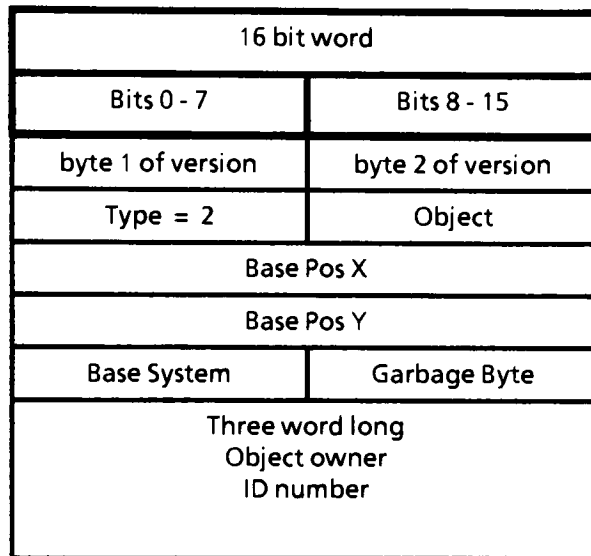 16 bit word
Bits 0 - 7 Bits 8 - 15
byte 1 of version byte 2 of version
Type = 2 Object
Base Pos X
Base Pos Y
Base System Garbage Byte
Three word long
Object owner
ID number